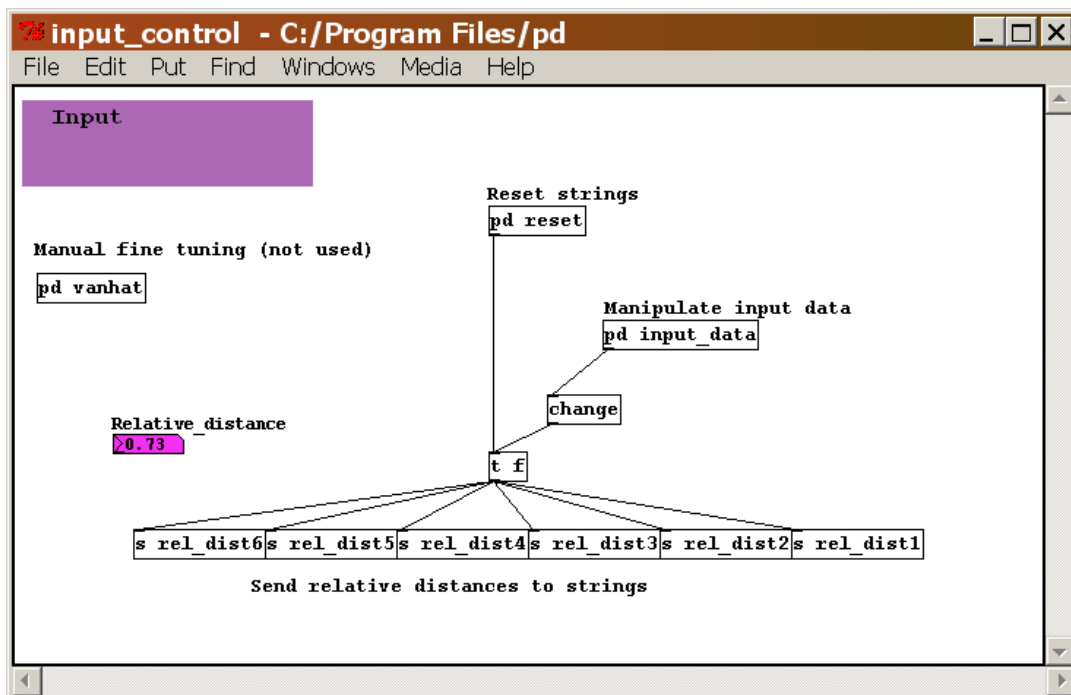 input_control - C:/Program Files/pd
File Edit Put Find Windows Media Help
Input
Reset strings
pd reset
Manual fine tuning (not used)
pd vanhat
Manipulate input data
pd input_data
change
Relative_distance
0.73
t f
s rel_dist6 s rel_dist5 s rel_dist4 s rel_dist3 s rel_dist2 s rel_dist1
Send relative distances to strings